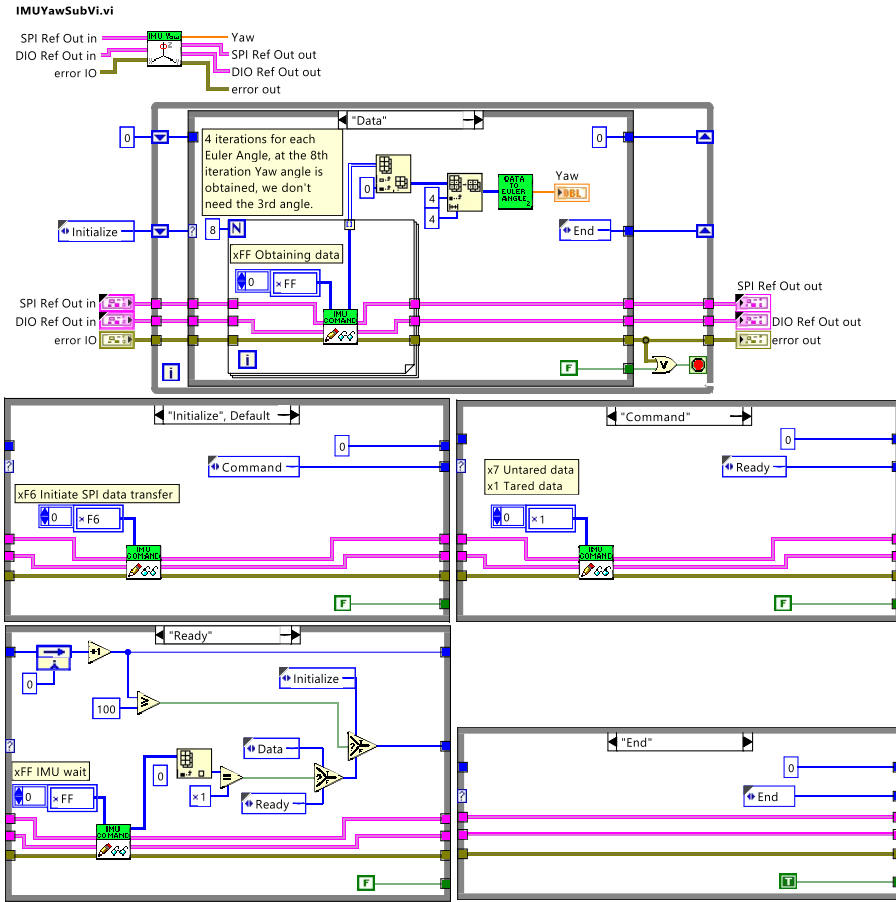 IMUYawSubVi.vi
IMU Yaw
SPI Ref Out in
DIO Ref Out in
error IO
Z
Yaw
SPI Ref Out out
DIO Ref Out out
error out
"Data"
0
4 iterations for each
Euler Angle, at the 8th
iteration Yaw angle is
obtained, we don't
need the 3rd angle.
0
0
4
4
DATA
TO
EULER
ANGLE
Yaw
DBL
Initialize
?
8
N
End
xFF Obtaining data
0
x FF
IMU
COMAND
SPI Ref Out in
DIO Ref Out in
error IO
SPI Ref Out out
DIO Ref Out out
error out
i
i
F
V
"Initialize", Default
0
?
Command
xF6 Initiate SPI data transfer
0
x F6
IMU
COMAND
F
"Command"
0
?
Ready
x7 Untared data
x1 Tared data
0
x 1
IMU
COMAND
F
"Ready"
+1
0
100
≥
Initialize
?
Data
0
=
x 1
Ready
xFF IMU wait
0
x FF
IMU
COMAND
F
"End"
0
?
End
T